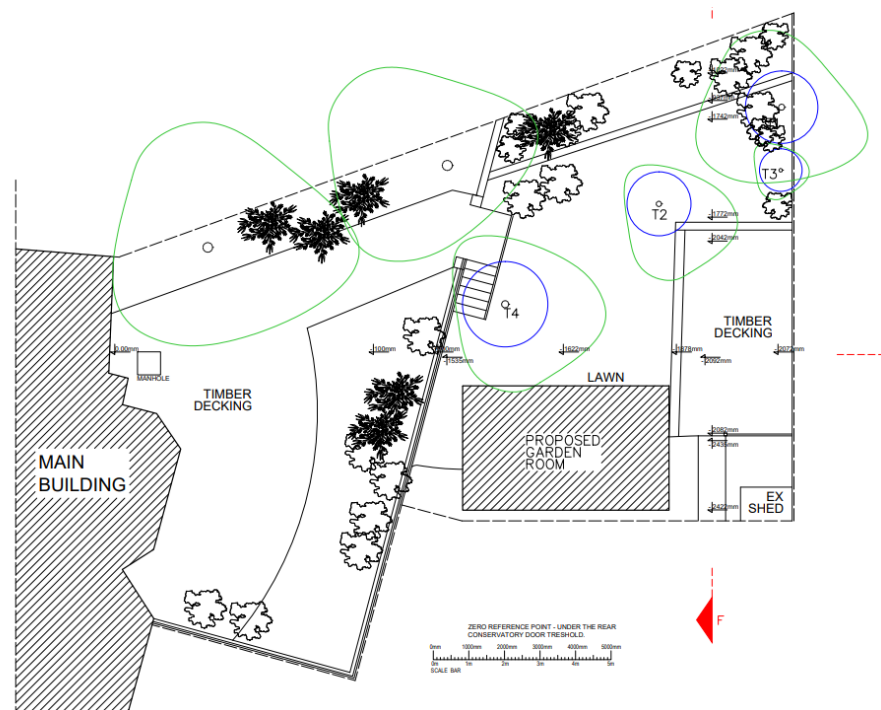 -1742mm
T3
T2
-1772mm
-2042mm
T4
TIMBER
DECKING
0.00mm
-100mm
-1535mm
-1622mm
-1878mm
-2092mm
-2072mm
MANHOLE
TIMBER
DECKING
LAWN
PROPOSED
GARDEN
ROOM
-2082mm
-2435mm
MAIN
BUILDING
EX
SHED
-2422mm
F
ZERO REFERENCE POINT - UNDER THE REAR
CONSERVATORY DOOR TRESHOLD.
0mm 1000mm 2000mm 3000mm 4000mm 5000mm
0m 1m 2m 3m 4m 5m
SCALE BAR